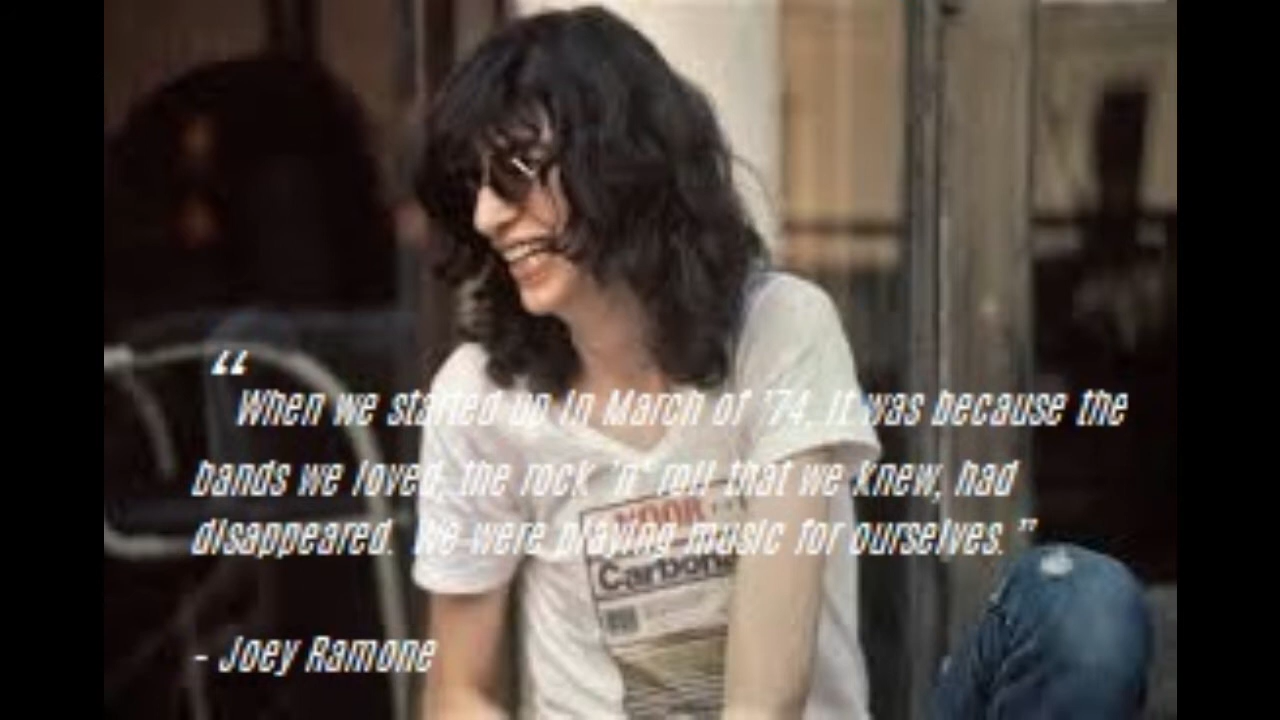 “When we started up in March of '74, it was because the
bands we loved, the rock 'n' roll that we knew, had
disappeared. We were playing music for ourselves.”
Carbona
- Joey Ramone